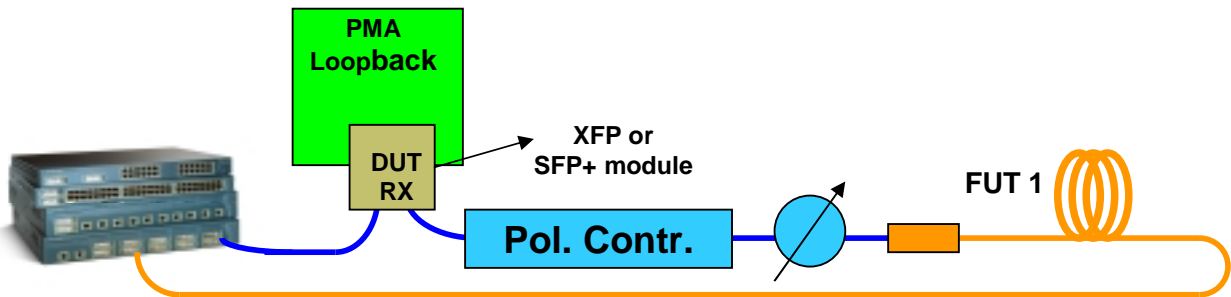 PMA
Loopback
DUT
RX
XFP or
SFP+ module
Pol. Contr.
FUT 1